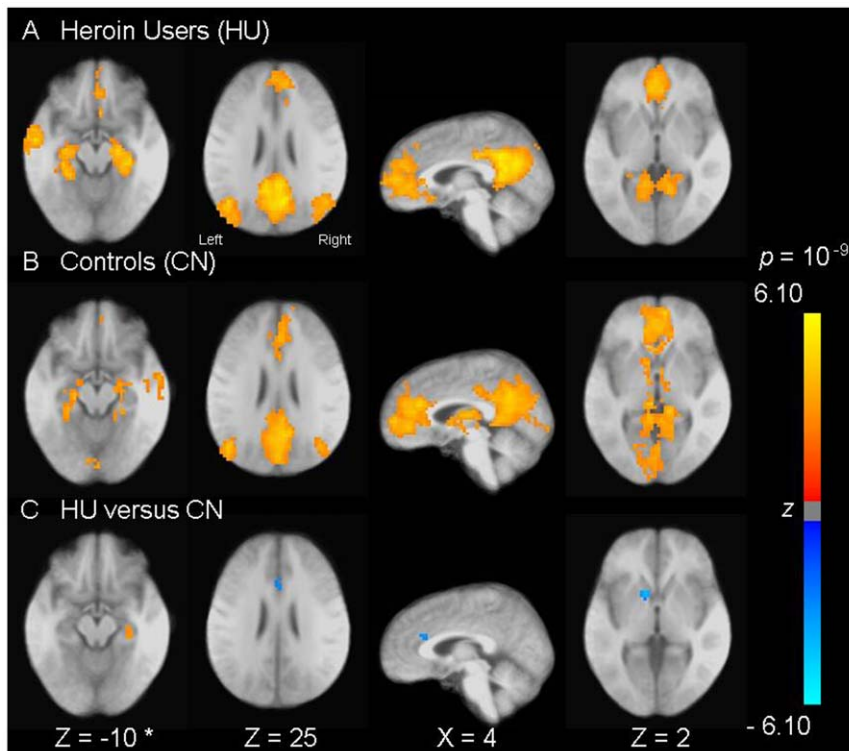 A Heroin Users (HU)
Left
Right
B Controls (CN)
p = 10⁻⁹
6.10
z
C HU versus CN
- 6.10
Z = -10 *
Z = 25
X = 4
Z = 2